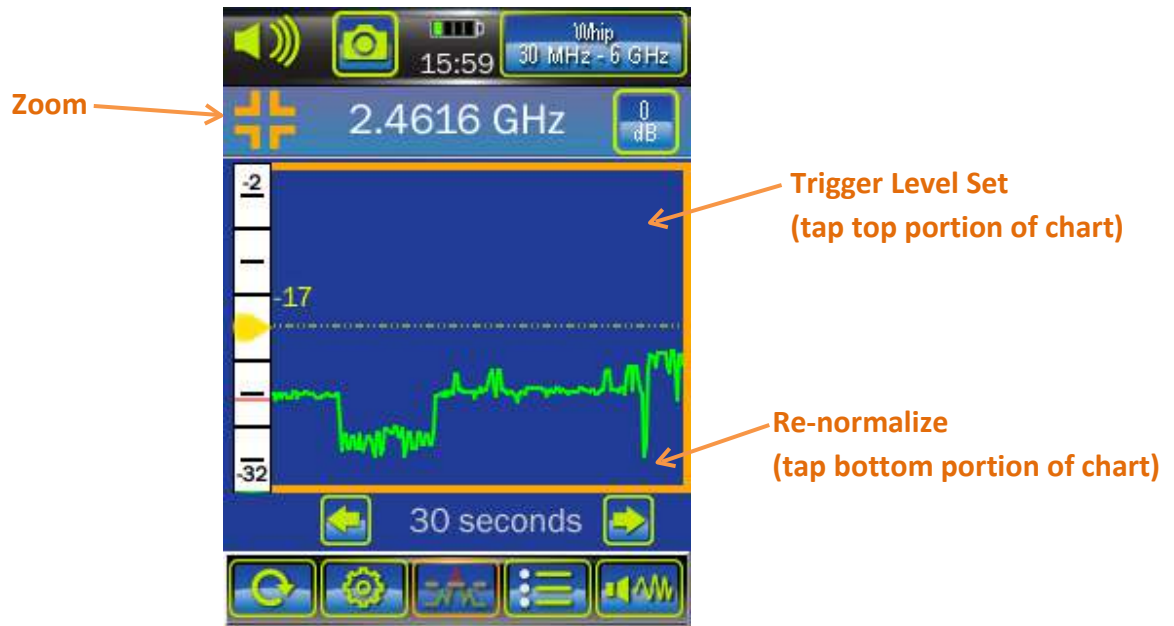 Whip
30 MHz - 6 GHz
15:59
Zoom
2.4616 GHz
0
dB
-2
Trigger Level Set
(tap top portion of chart)
-17
Re-normalize
(tap bottom portion of chart)
-32
30 seconds